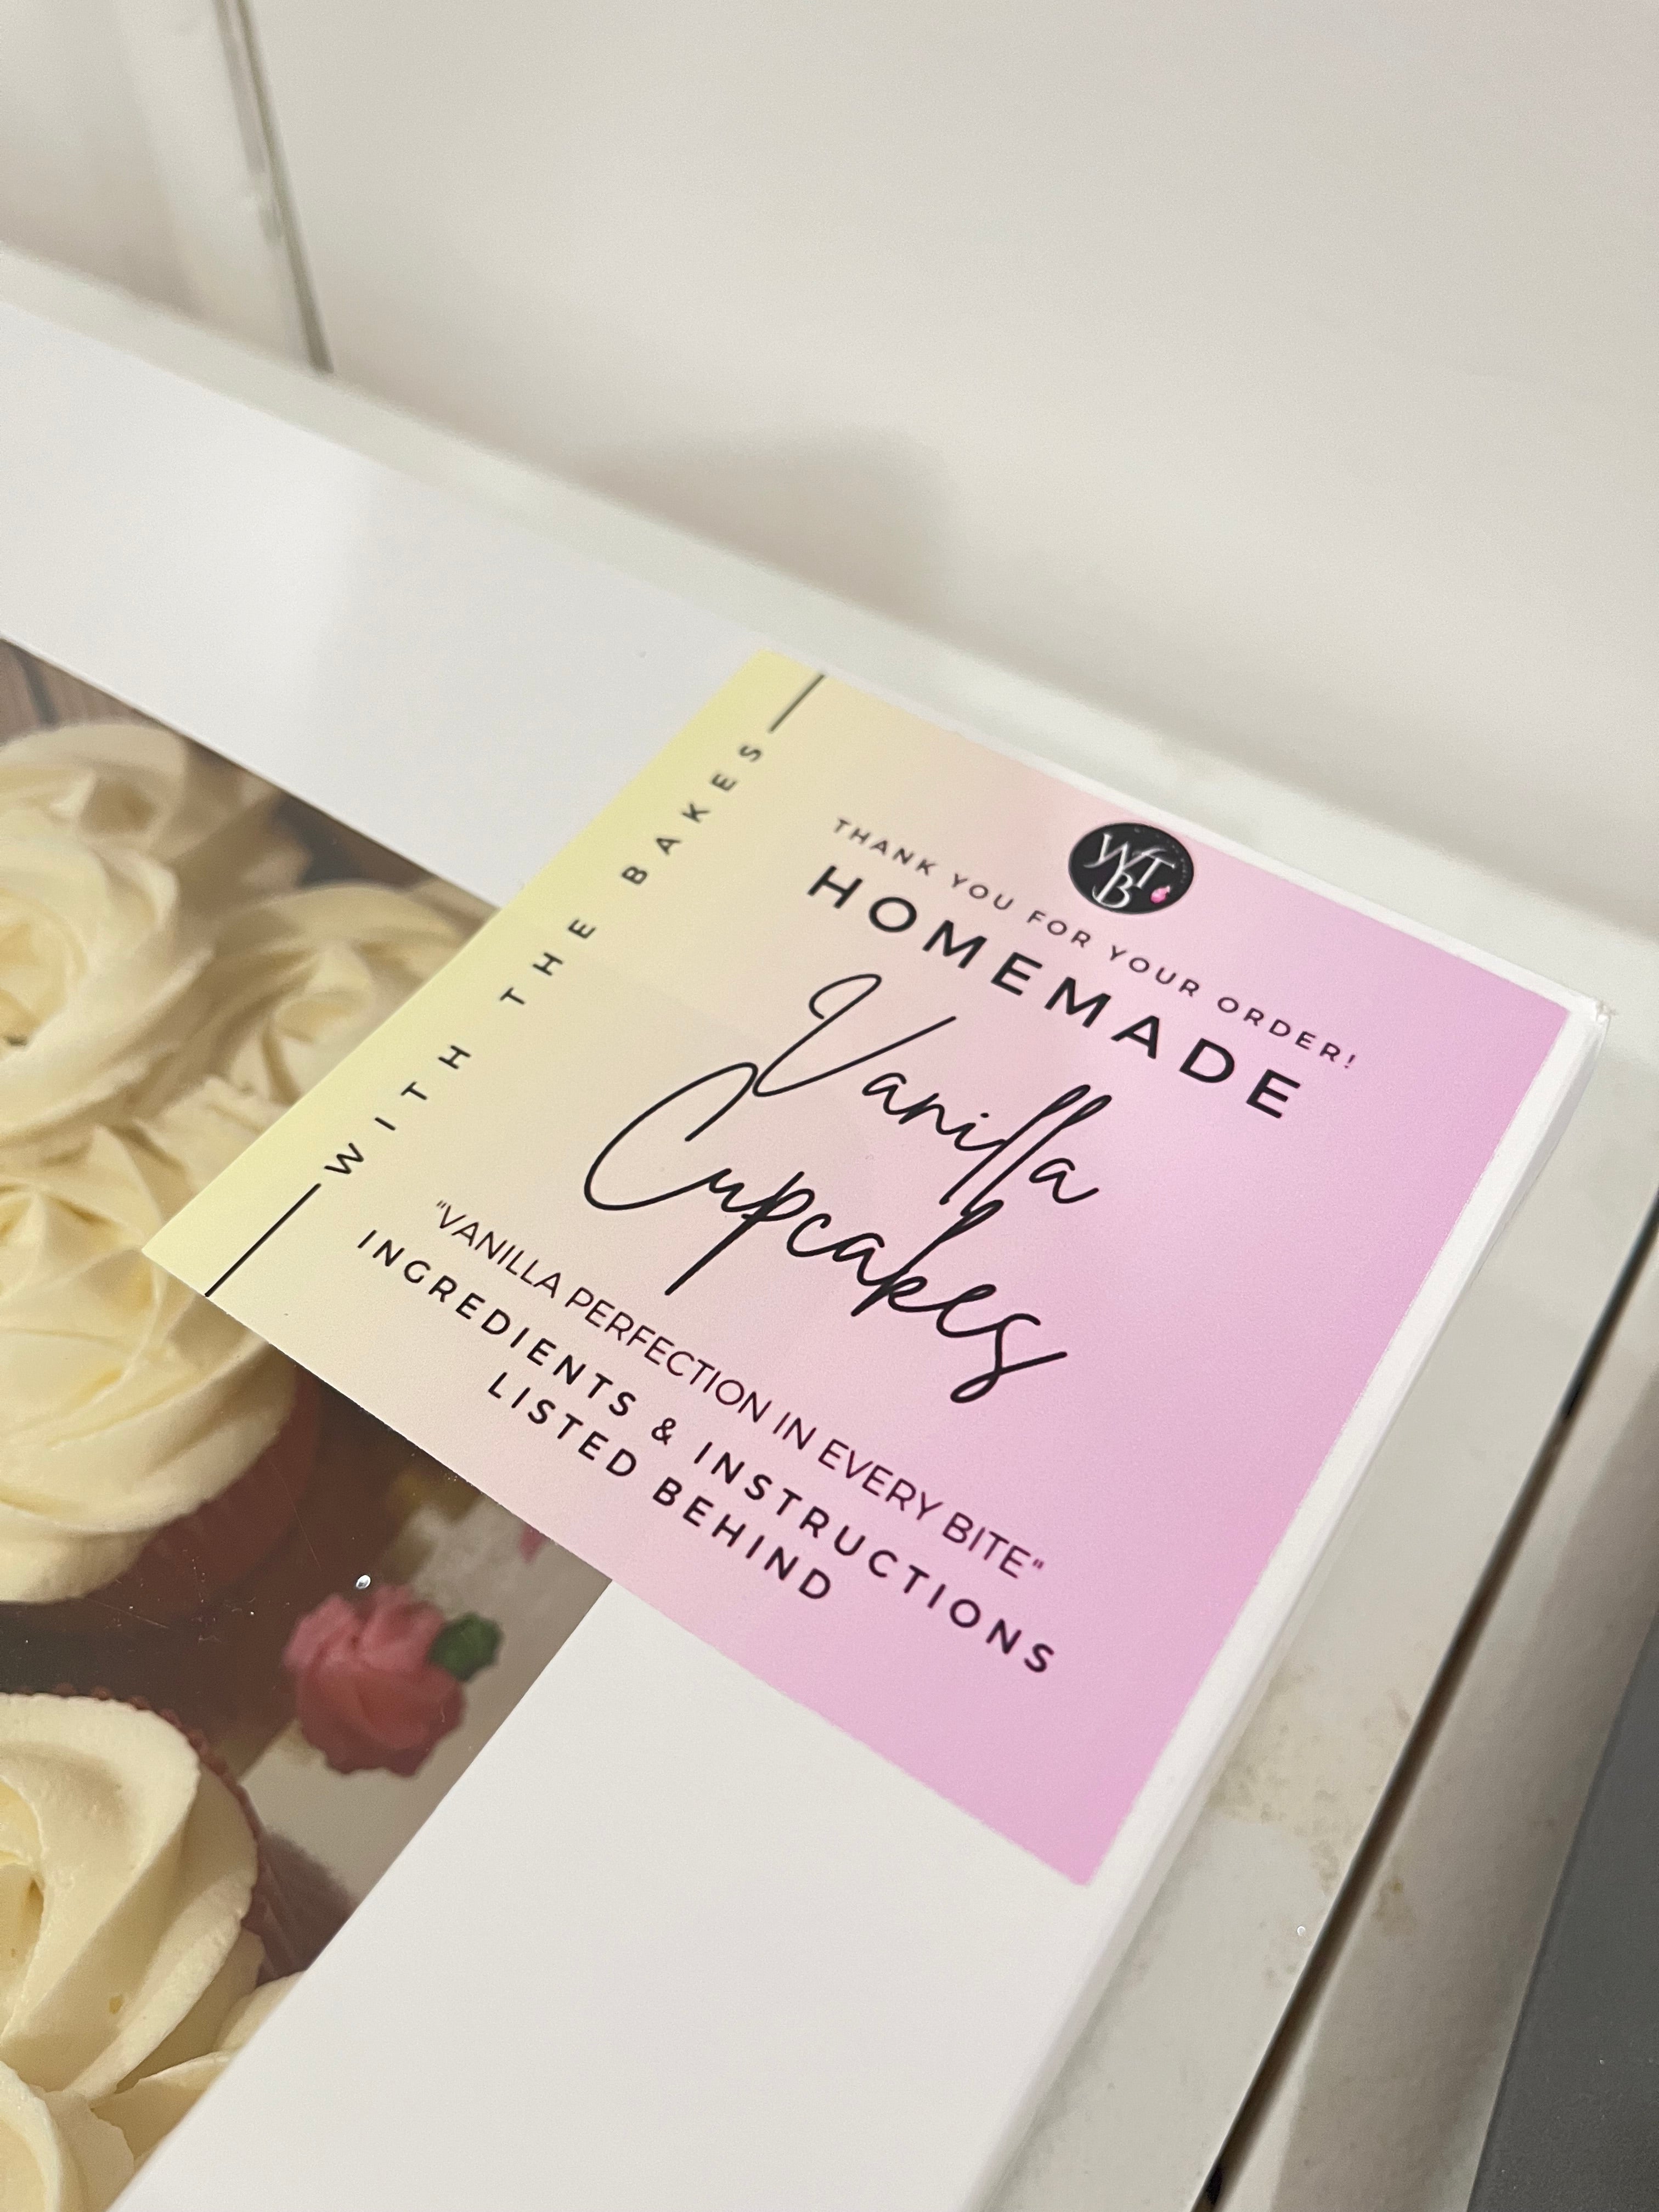 WITH THE BAKES
WTB
THANK YOU FOR YOUR ORDER!
HOMEMADE
Vanilla
Cupcakes
"VANILLA PERFECTION IN EVERY BITE"
INGREDIENTS & INSTRUCTIONS
LISTED BEHIND